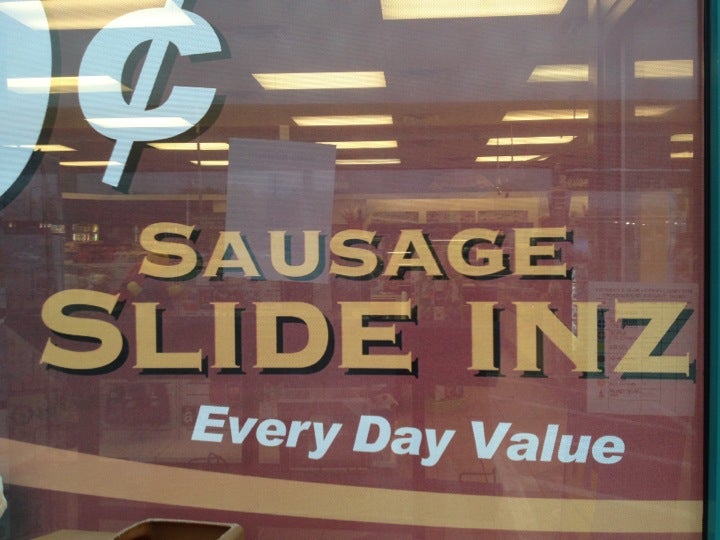 ¢
SAUSAGE
SLIDE INZ
Every Day Value